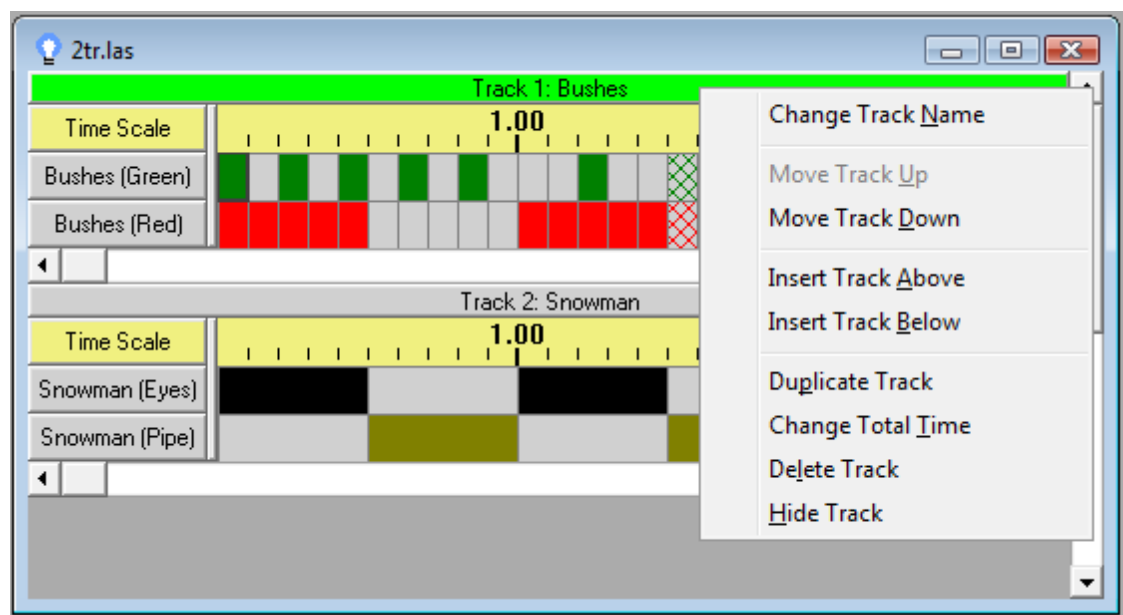 2tr.las
Track 1: Bushes
Time Scale
1.00
Bushes (Green)
Bushes (Red)
Track 2: Snowman
Time Scale
1.00
Snowman (Eyes)
Snowman (Pipe)
Change Track Name
Move Track Up
Move Track Down
Insert Track Above
Insert Track Below
Duplicate Track
Change Total Time
Delete Track
Hide Track